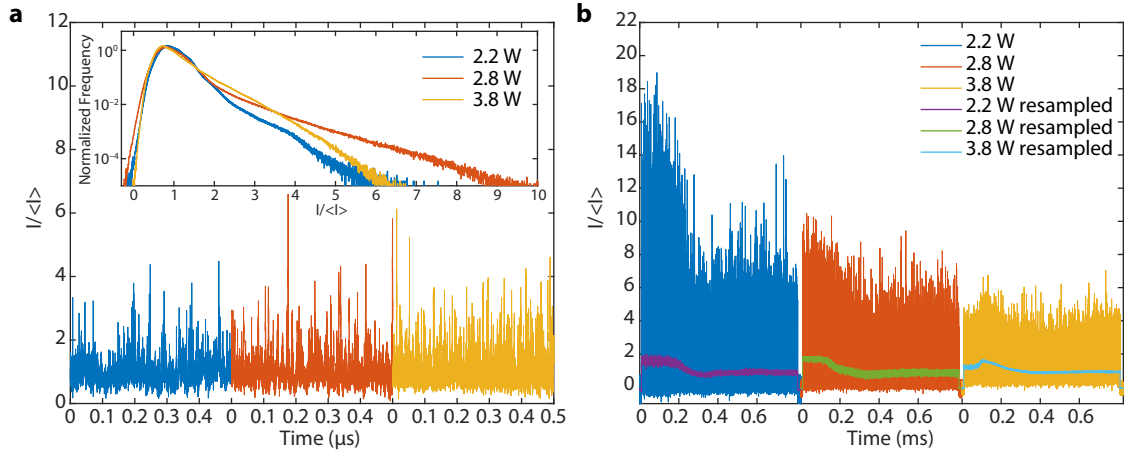 a
12
10
8
6
4
2
0
I/<I>
Normalized Frequency
10⁰
10⁻²
10⁻⁴
2.2 W
2.8 W
3.8 W
0 1 2 3 4 5 6 7 8 9 10
I/<I>
0 0.1 0.2 0.3 0.4 0 0.1 0.2 0.3 0.4 0 0.1 0.2 0.3 0.4 0.5
Time (μs)
b
22
20
18
16
14
12
10
8
6
4
2
0
I/<I>
2.2 W
2.8 W
3.8 W
2.2 W resampled
2.8 W resampled
3.8 W resampled
0 0.2 0.4 0.6 0 0.2 0.4 0.6 0 0.2 0.4 0.6
Time (ms)